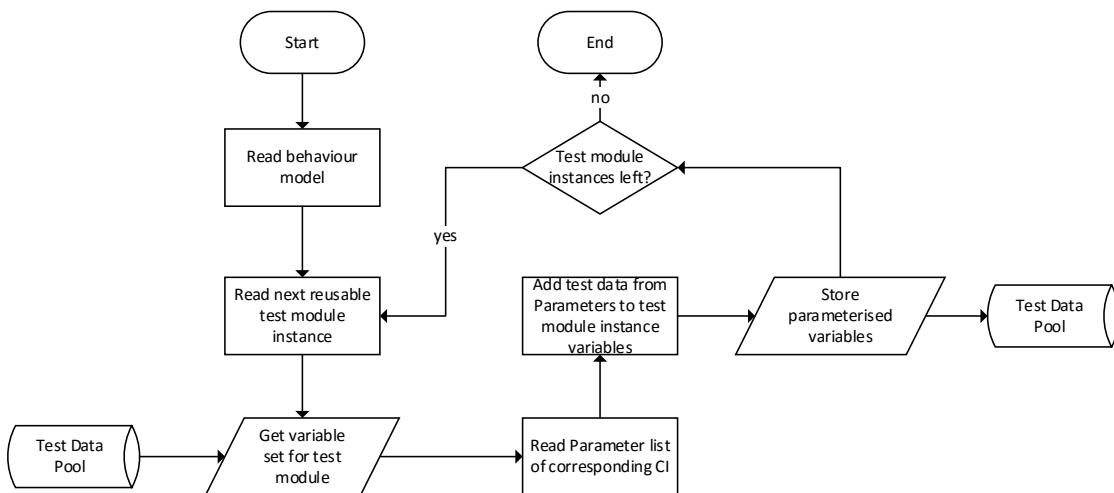 Start
End
no
Read behaviour
model
Test module
instances left?
yes
Read next reusable
test module
instance
Add test data from
Parameters to test
module instance
variables
Store
parameterised
variables
Test Data
Pool
Test Data
Pool
Get variable
set for test
module
Read Parameter list
of corresponding CI